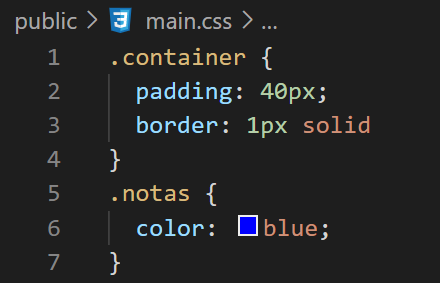 public > main.css > ...
1 .container {
2 padding: 40px;
3 border: 1px solid
4 }
5 .notas {
6 color: blue;
7 }